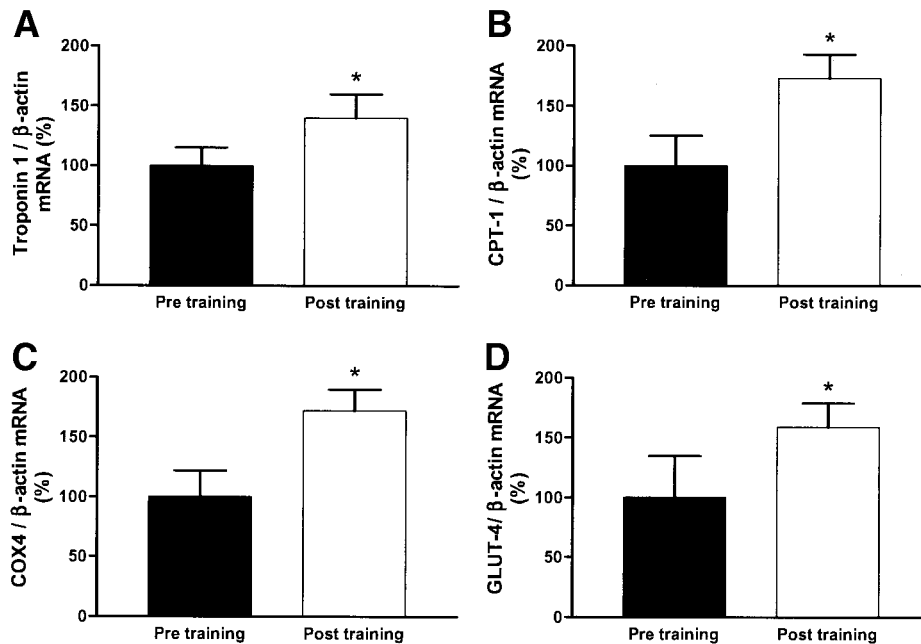 A
Troponin 1 / β-actin
mRNA (%)
200
150
100
50
0
*
Pre training
Post training
B
CPT-1 / β-actin mRNA
(%)
200
150
100
50
0
*
Pre training
Post training
C
COX4 / β-actin mRNA
(%)
200
150
100
50
0
*
Pre training
Post training
D
GLUT-4/ β-actin mRNA
(%)
200
150
100
50
0
*
Pre training
Post training